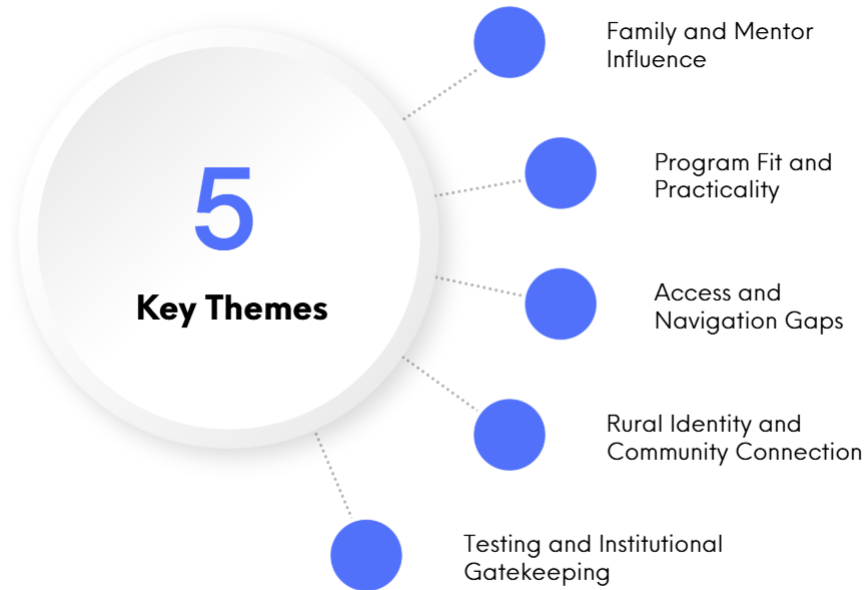 5
Key Themes
Family and Mentor
Influence
Program Fit and
Practicality
Access and
Navigation Gaps
Rural Identity and
Community Connection
Testing and Institutional
Gatekeeping